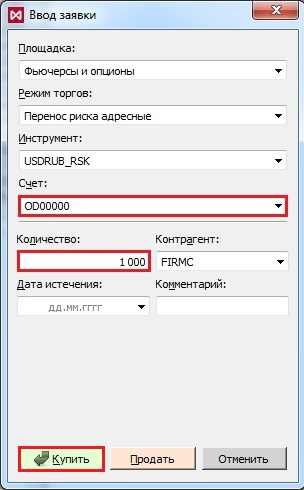 Ввод заявки
Площадка:
Фьючерсы и опционы
Режим торгов:
Перенос риска адресные
Инструмент:
USDRUB_RSK
Счет:
OD00000
Количество: Контрагент:
1 000 FIRMC
Дата истечения: Комментарий:
дд.мм.гггг
Купить Продать Отменить